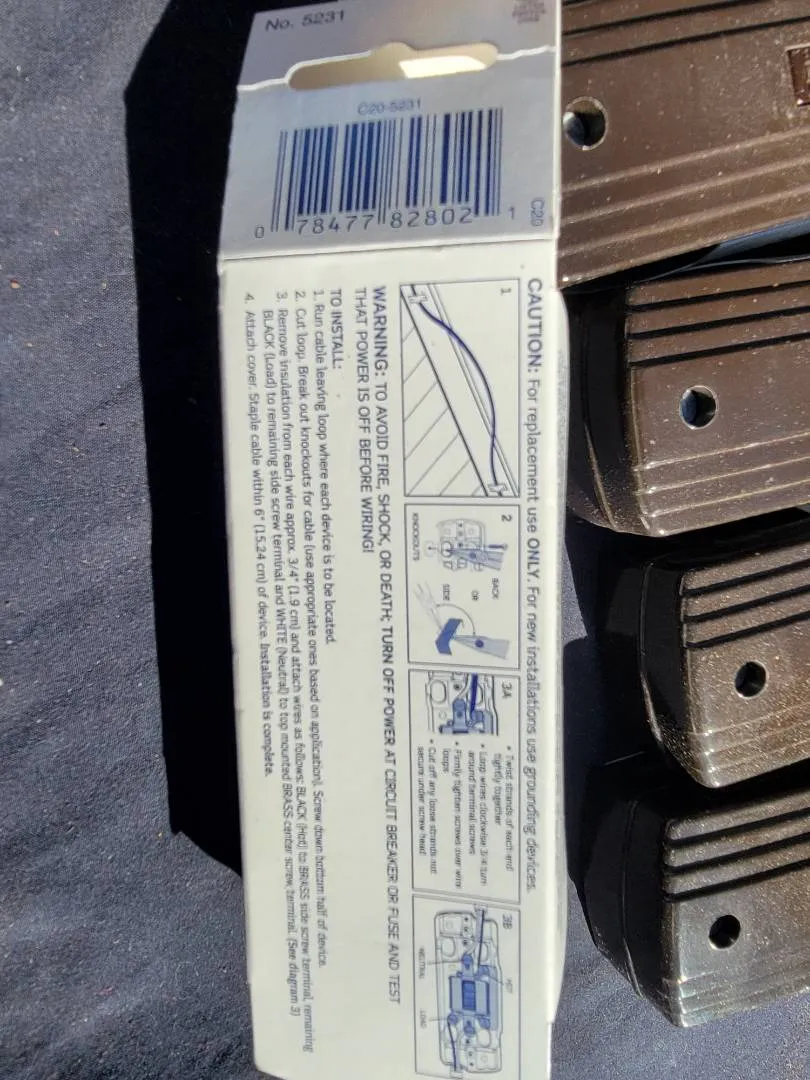 No. 5231
C20-5231
C20
0 78477 82802 1
CAUTION: For replacement use ONLY. For new installations use grounding devices.
1.
2
KNOCKOUTS
BACK
OR
SIDE
3A
• Twist strands of each end
tightly together
• Loop wires clockwise 3/4 turn
around terminal screws
• Firmly tighten screws over wire
loops
• Cut off any loose strands not
secure under screw head
3B
HOT
NEUTRAL
LOAD
WARNING: TO AVOID FIRE, SHOCK, OR DEATH; TURN OFF POWER AT CIRCUIT BREAKER OR FUSE AND TEST
THAT POWER IS OFF BEFORE WIRING!
TO INSTALL:
1. Run cable leaving loop where each device is to be located.
2. Cut loop. Break out knockouts for cable (use appropriate ones based on application). Screw down bottom half of device.
3. Remove insulation from each wire approx. 3/4" (1.9 cm) and attach wires as follows: BLACK (Hot) to BRASS side screw terminal, remaining
BLACK (Load) to remaining side screw terminal and WHITE (Neutral) to top mounted BRASS center screw terminal. (See diagram 3)
4. Attach cover. Staple cable within 6" (15.24 cm) of device. Installation is complete.